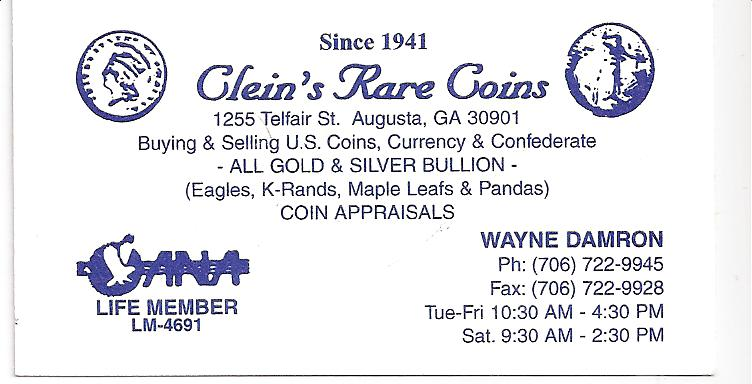 Since 1941
Clein's Rare Coins
1255 Telfair St. Augusta, GA 30901
Buying & Selling U.S. Coins, Currency & Confederate
- ALL GOLD & SILVER BULLION -
(Eagles, K-Rands, Maple Leafs & Pandas)
COIN APPRAISALS
ANA
LIFE MEMBER
LM-4691
WAYNE DAMRON
Ph: (706) 722-9945
Fax: (706) 722-9928
Tue-Fri 10:30 AM - 4:30 PM
Sat. 9:30 AM - 2:30 PM